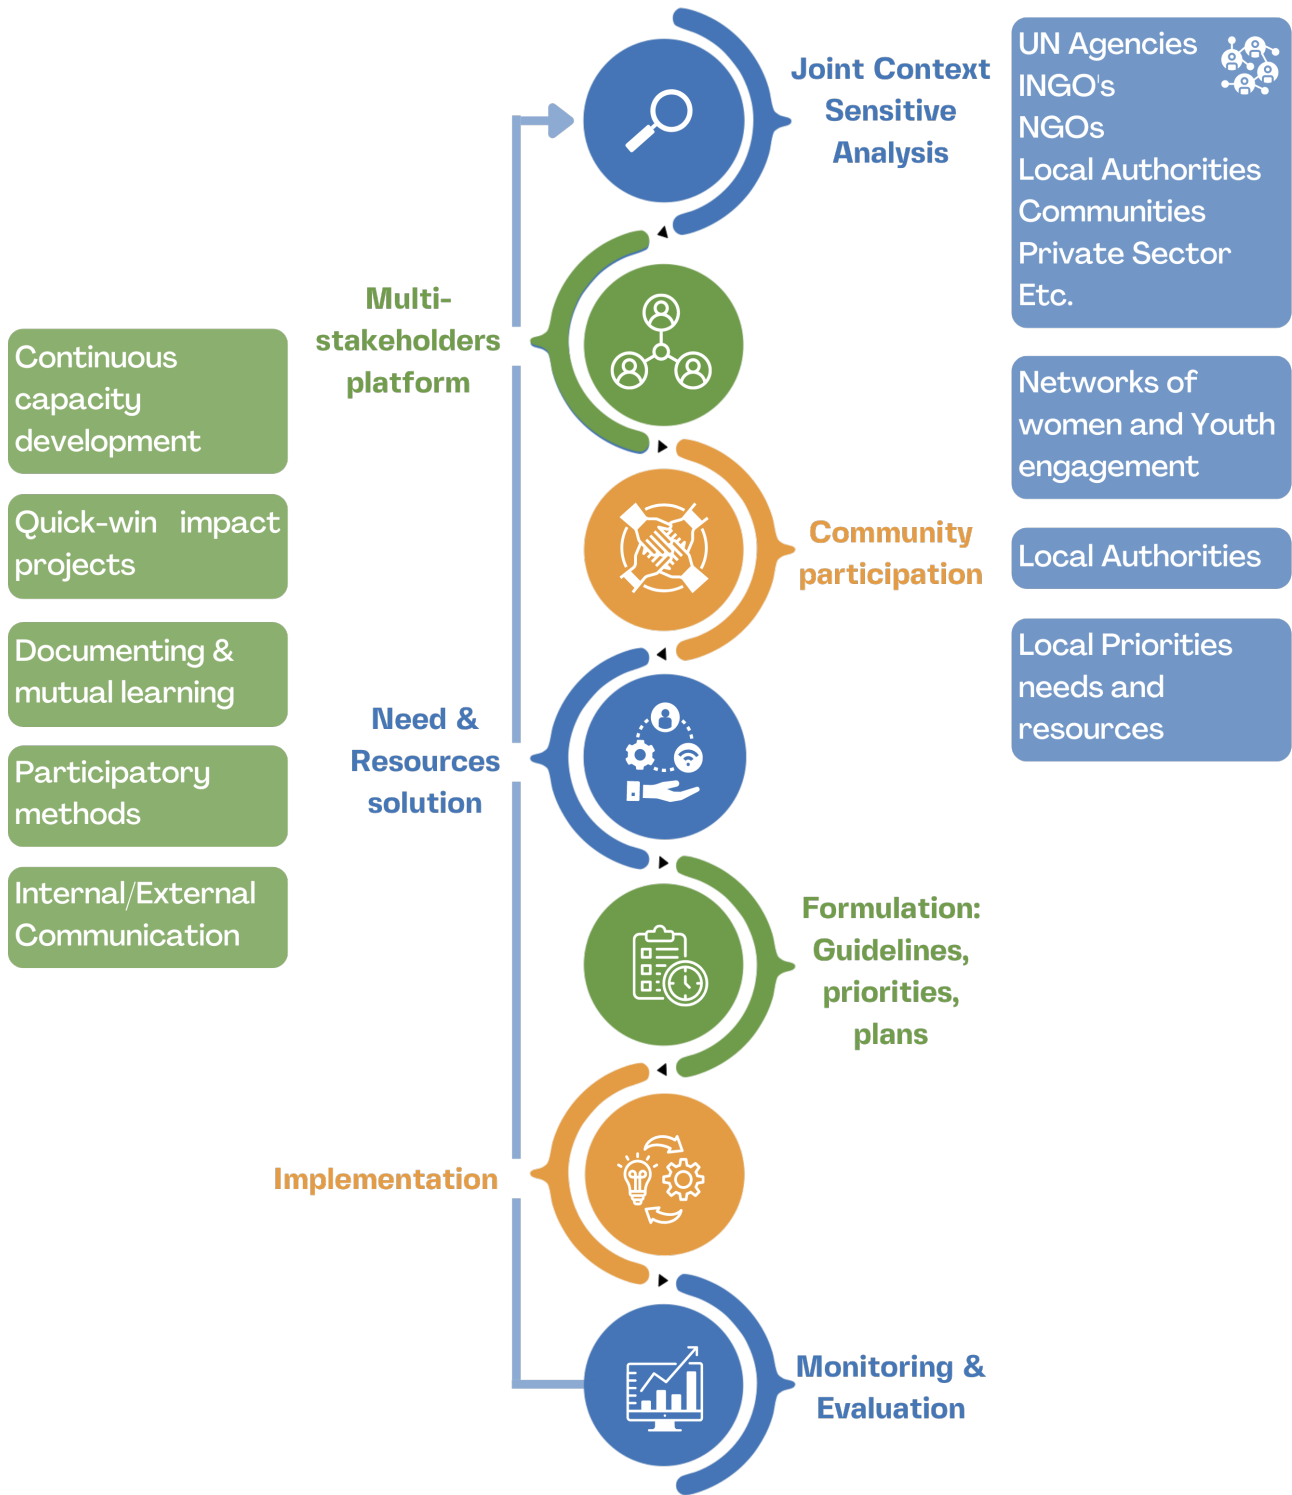 Joint Context
Sensitive
Analysis
UN Agencies
INGO's
NGOs
Local Authorities
Communities
Private Sector
Etc.
Multi-
stakeholders
platform
Continuous
capacity
development
Quick-win impact
projects
Documenting &
mutual learning
Participatory
methods
Internal/External
Communication
Networks of
women and Youth
engagement
Local Authorities
Local Priorities
needs and
resources
Community
participation
Need &
Resources
solution
Formulation:
Guidelines,
priorities,
plans
Implementation
Monitoring &
Evaluation